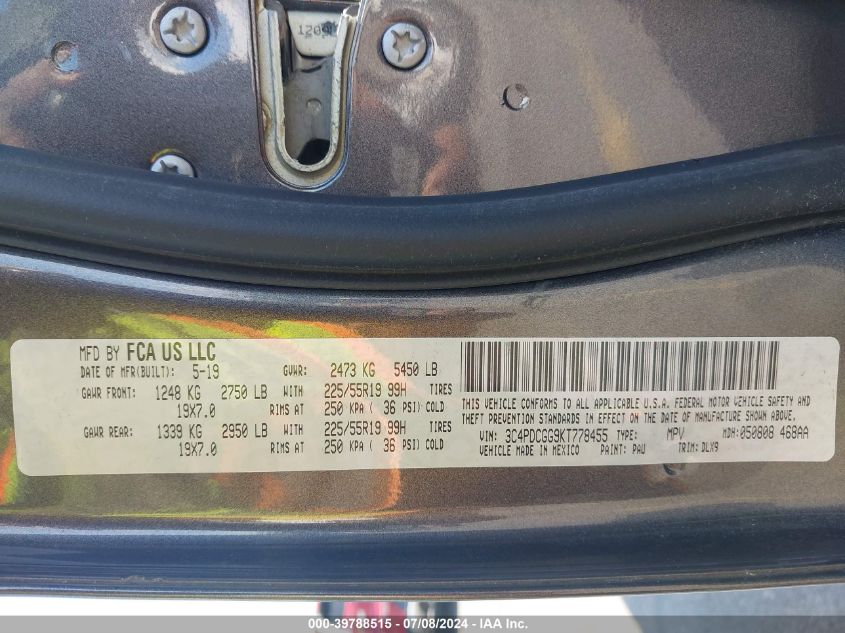 1209
MFD BY FCA US LLC
DATE OF MFR(BUILT): 5-19 GVWR: 2473 KG 5450 LB
GAWR FRONT: 1248 KG 2750 LB WITH 225/55R19 99H TIRES
19X7.0 RIMS AT 250 KPA ( 36 PSI) COLD
GAWR REAR: 1339 KG 2950 LB WITH 225/55R19 99H TIRES
19X7.0 RIMS AT 250 KPA ( 36 PSI) COLD
THIS VEHICLE CONFORMS TO ALL APPLICABLE U.S.A. FEDERAL MOTOR VEHICLE SAFETY AND
THEFT PREVENTION STANDARDS IN EFFECT ON THE DATE OF MANUFACTURE SHOWN ABOVE.
VIN: 3C4PDCGG9KT778455 TYPE: MPV MDH: 050808 468AA
VEHICLE MADE IN MEXICO PAINT: PAU TRIM: DLX9
000-39788515 - 07/08/2024 - IAAI.com